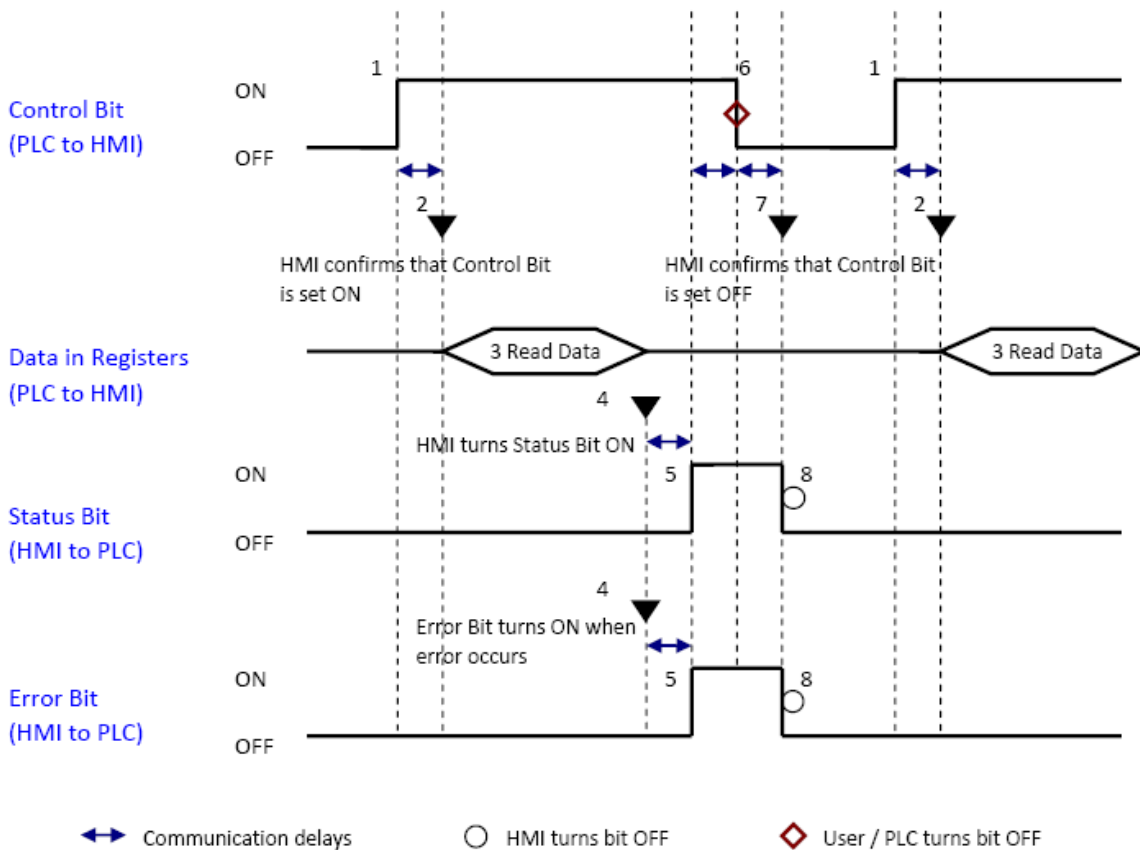 1
6
1
ON
Control Bit
(PLC to HMI)
OFF
2
7
2
HMI confirms that Control Bit
is set ON
HMI confirms that Control Bit
is set OFF
Data in Registers
(PLC to HMI)
3 Read Data
3 Read Data
4
HMI turns Status Bit ON
ON
5
8
Status Bit
(HMI to PLC)
OFF
4
Error Bit turns ON when
error occurs
ON
5
8
Error Bit
(HMI to PLC)
OFF
Communication delays
HMI turns bit OFF
User / PLC turns bit OFF